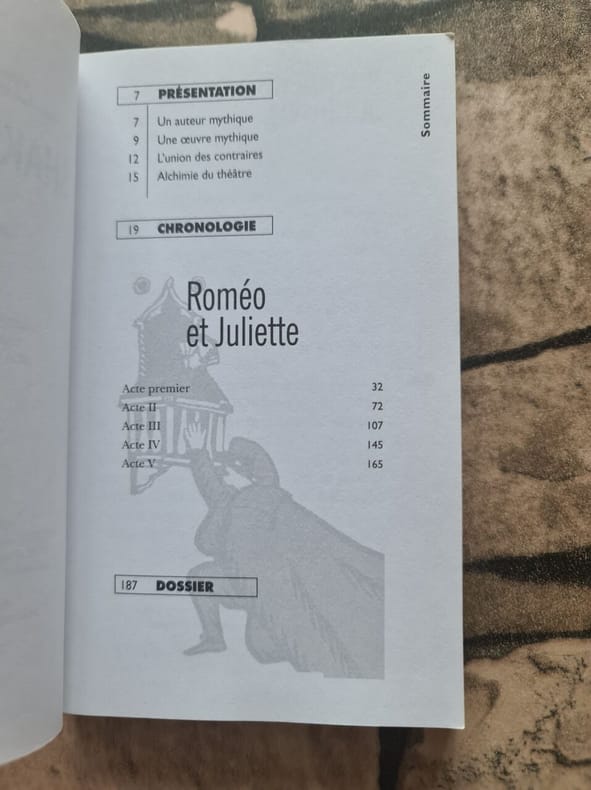 Sommaire
7 PRÉSENTATION
7 Un auteur mythique
9 Une œuvre mythique
12 L'union des contraires
15 Alchimie du théâtre
19 CHRONOLOGIE
Roméo
et Juliette
Acte premier 32
Acte II 72
Acte III 107
Acte IV 145
Acte V 165
187 DOSSIER